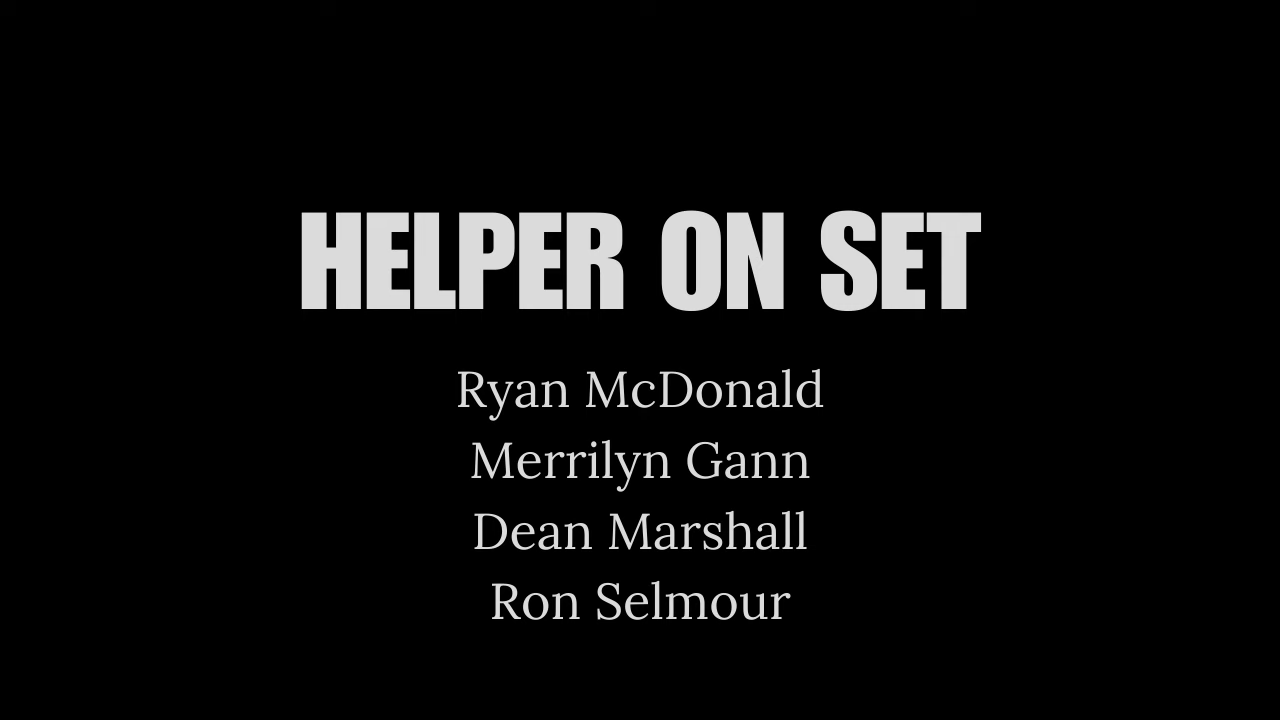 HELPER ON SET
Ryan McDonald
Merrilyn Gann
Dean Marshall
Ron Selmour